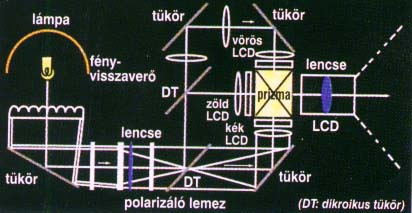 lámpa
fény-
visszaverő
tükör
tükör
vörös
LCD
DT
zöld
LCD
prizma
lencse
LCD
kék
LCD
lencse
tükör
DT
tükör
polarizáló lemez
(DT: dikroikus tükör)